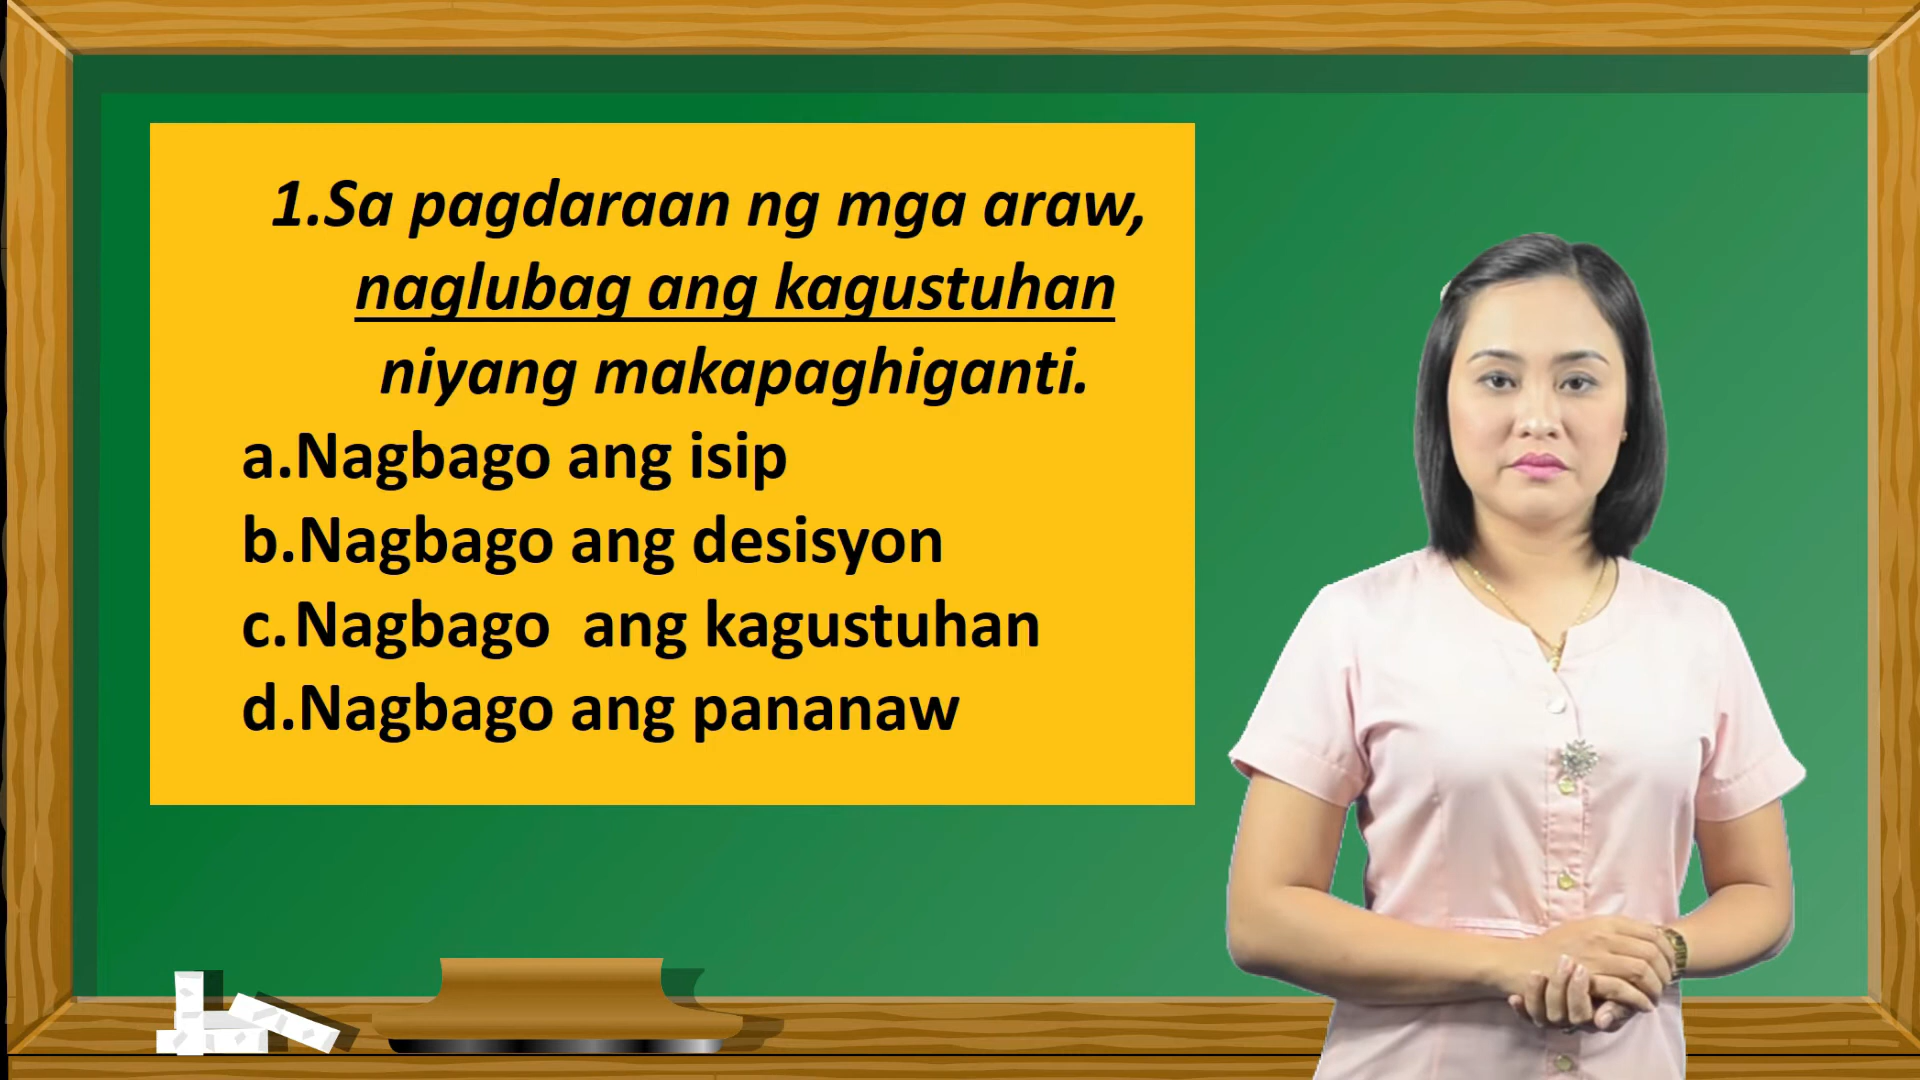 1.Sa pagdaraan ng mga araw,
naglubag ang kagustuhan
niyang makapaghiganti.
a.Nagbago ang isip
b.Nagbago ang desisyon
c.Nagbago  ang kagustuhan
d.Nagbago ang pananaw